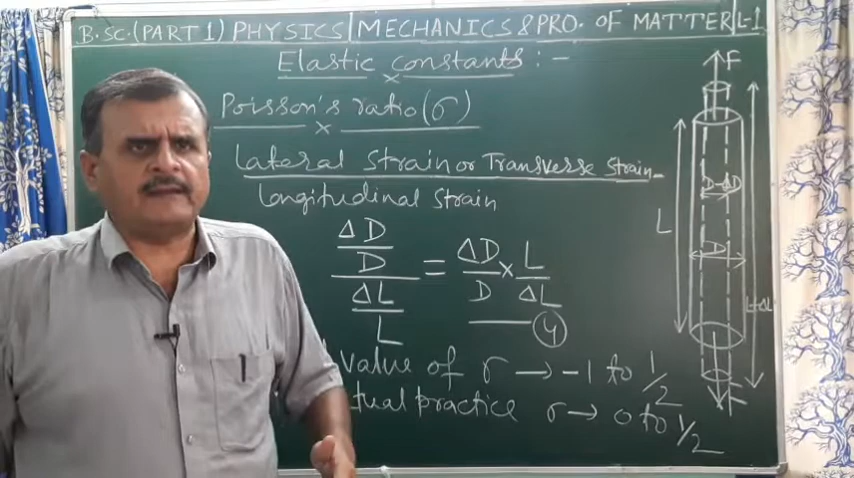 B.SC.(PART 1) PHYSICS|MECHANICS & PRO. OF MATTER|L-1
Elastic constants :-
Poisson's ratio (σ)
Lateral Strain or Transverse Strain
Longitudinal Strain
ΔD
D
ΔL
L
= ΔD/D × L/ΔL
4
value of σ → -1 to 1/2
tual practice σ → 0 to 1/2
F
D-ΔD
L
D
L+ΔL
F